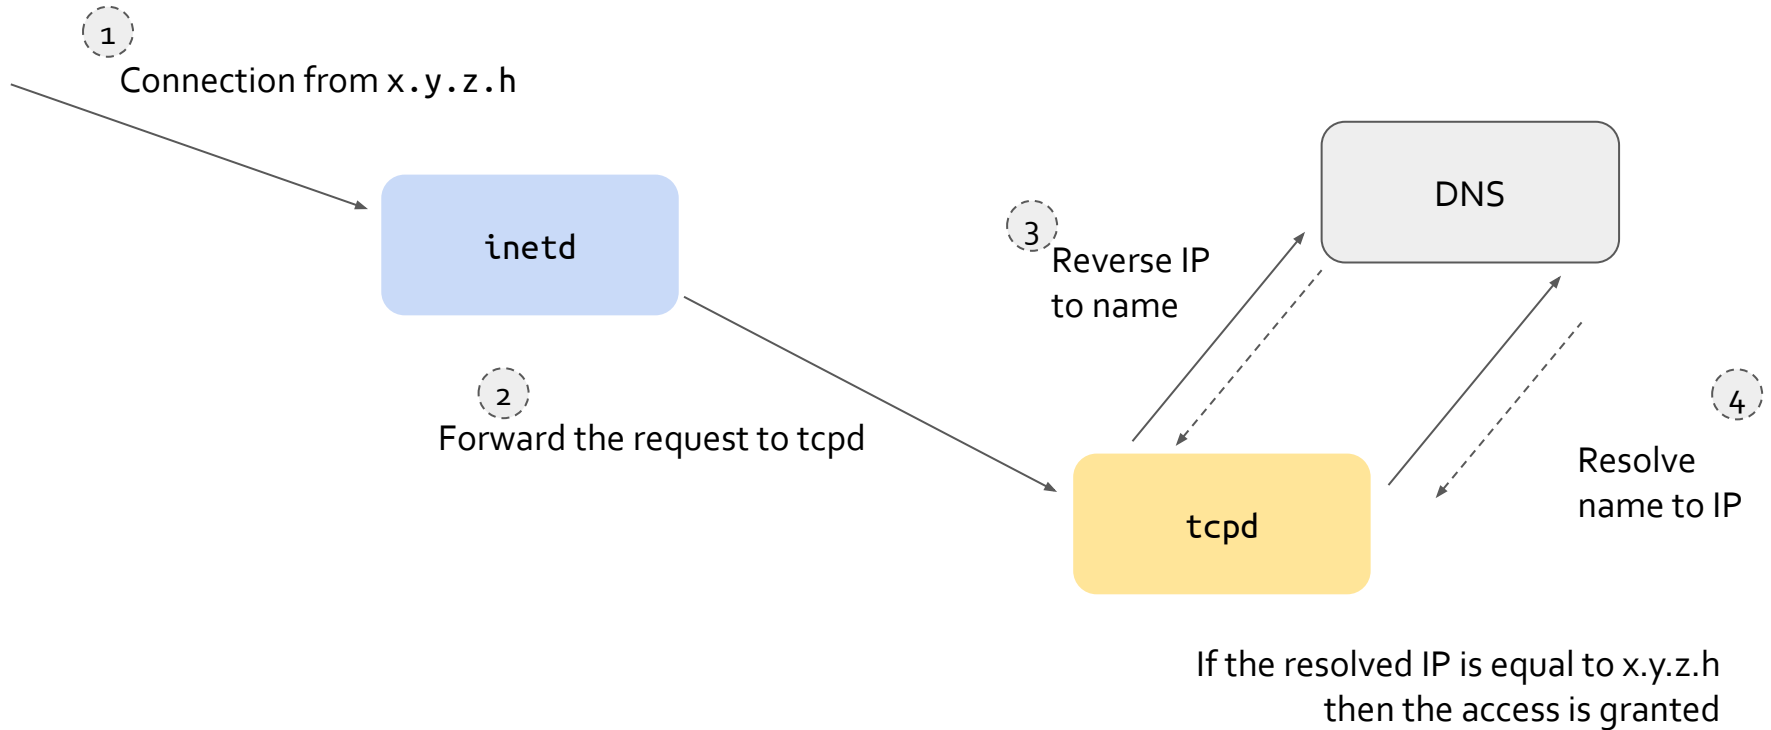 1
Connection from x.y.z.h
inetd
2
Forward the request to tcpd
3
Reverse IP
to name
DNS
4
Resolve
name to IP
tcpd
If the resolved IP is equal to x.y.z.h
then the access is granted